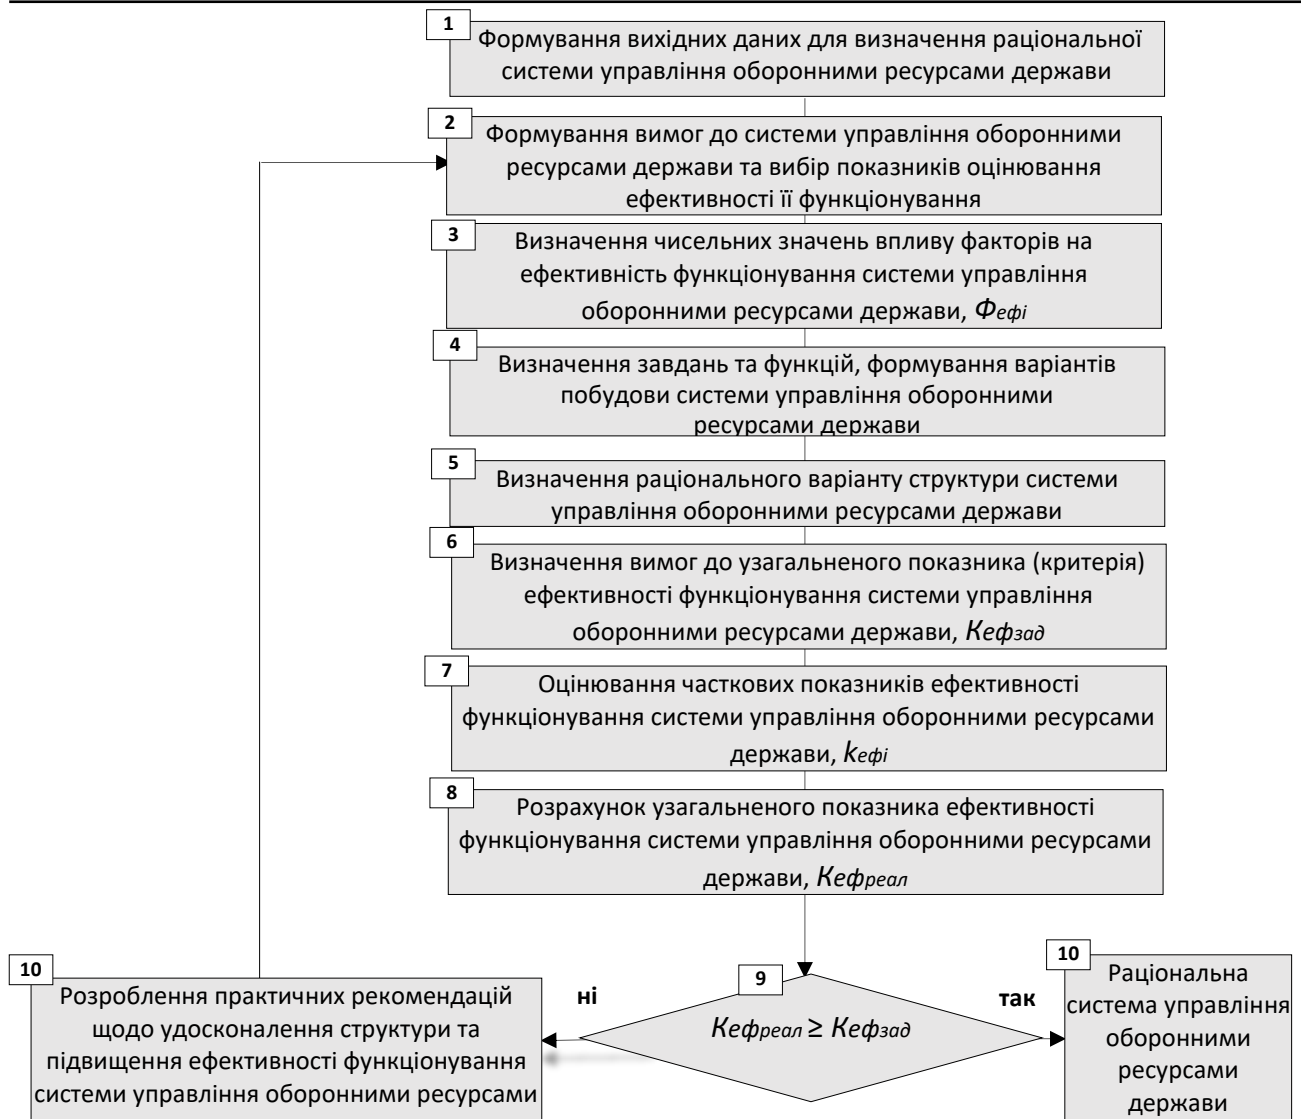 1
Формування вихідних даних для визначення раціональної
системи управління оборонними ресурсами держави
2
Формування вимог до системи управління оборонними
ресурсами держави та вибір показників оцінювання
ефективності її функціонування
3
Визначення чисельних значень впливу факторів на
ефективність функціонування системи управління
оборонними ресурсами держави, Фефі
4
Визначення завдань та функцій, формування варіантів
побудови системи управління оборонними
ресурсами держави
5
Визначення раціонального варіанту структури системи
управління оборонними ресурсами держави
6
Визначення вимог до узагальненого показника (критерія)
ефективності функціонування системи управління
оборонними ресурсами держави, Кефзад
7
Оцінювання часткових показників ефективності
функціонування системи управління оборонними ресурсами
держави, kефі
8
Розрахунок узагальненого показника ефективності
функціонування системи управління оборонними ресурсами
держави, Кефреал
9
Кефреал ≥ Кефзад
ні
так
10
Розроблення практичних рекомендацій
щодо удосконалення структури та
підвищення ефективності функціонування
системи управління оборонними ресурсами
10
Раціональна
система управління
оборонними
ресурсами
держави